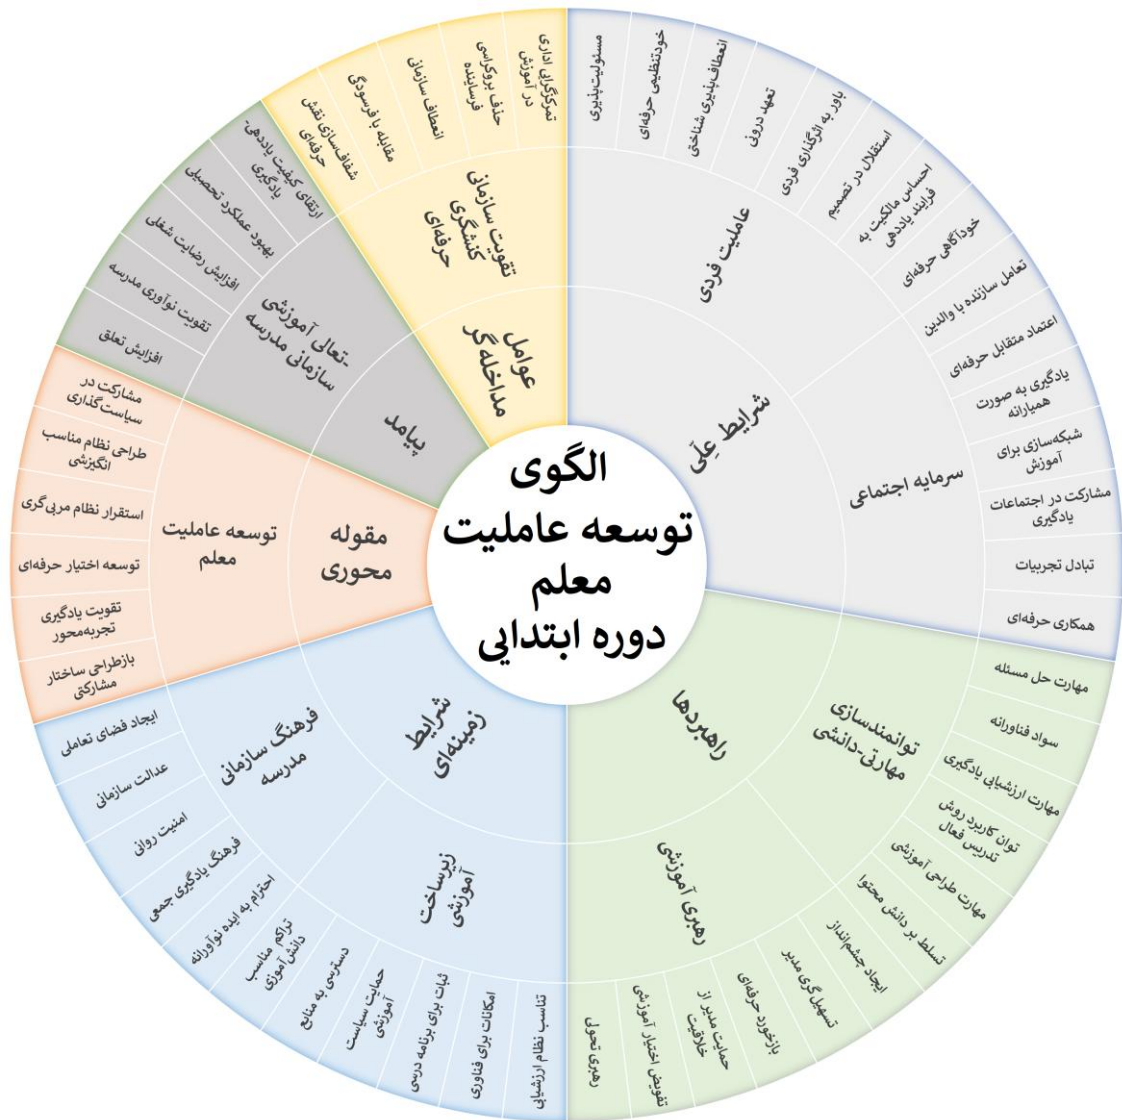 الگوی
توسعه عاملیت
معلم
دوره ابتدایی
شرایط علّی
عاملیت فردی
مسئولیت‌پذیری
خودتنظیمی حرفه‌ای
انعطاف‌پذیری شناختی
تعهد درونی
باور به اثرگذاری فردی
استقلال در تصمیم
احساس مالکیت به
فرایند یاددهی
خودآگاهی حرفه‌ای
سرمایه اجتماعی
تعامل سازنده با والدین
اعتماد متقابل حرفه‌ای
یادگیری به صورت
همیارانه
شبکه‌سازی برای
آموزش
مشارکت در اجتماعات
یادگیری
تبادل تجربیات
همکاری حرفه‌ای
راهبردها
توانمندسازی
مهارتی-دانشی
مهارت حل مسئله
سواد فناورانه
مهارت ارزشیابی یادگیری
توان کاربرد روش
تدریس فعال
مهارت طراحی آموزشی
تسلط بر دانش محتوا
رهبری آموزشی
ایجاد چشم‌انداز
تسهیل گری مدیر
بازخورد حرفه‌ای
حمایت مدیر از
خلاقیت
تفویض اختیار آموزشی
رهبری تحولی
شرایط
زمینه‌ای
زیرساخت
آموزشی
تناسب نظام ارزشیابی
امکانات برای فناوری
ثبات برای برنامه درسی
حمایت سیاست
آموزشی
دسترسی به منابع
تراکم مناسب
دانش‌آموزی
فرهنگ سازمانی
مدرسه
احترام به ایده نوآورانه
فرهنگ یادگیری جمعی
امنیت روانی
عدالت سازمانی
ایجاد فضای تعاملی
مقوله
محوری
توسعه عاملیت
معلم
بازطراحی ساختار
مشارکتی
تقویت یادگیری
تجربه‌محور
توسعه اختیار حرفه‌ای
استقرار نظام مربی‌گری
طراحی نظام مناسب
انگیزشی
مشارکت در
سیاست‌گذاری
پیامد
تعالی آموزشی-
سازمانی مدرسه
افزایش تعلق
تقویت نوآوری مدرسه
افزایش رضایت شغلی
بهبود عملکرد تحصیلی
ارتقای کیفیت یاددهی-
یادگیری
عوامل
مداخله‌گر
تقویت سازمانی
کنشگری
حرفه‌ای
شفاف‌سازی نقش
حرفه‌ای
مقابله با فرسودگی
انعطاف سازمانی
حذف بروکراسی
فرساینده
تمرکزگرایی اداری
در آموزش